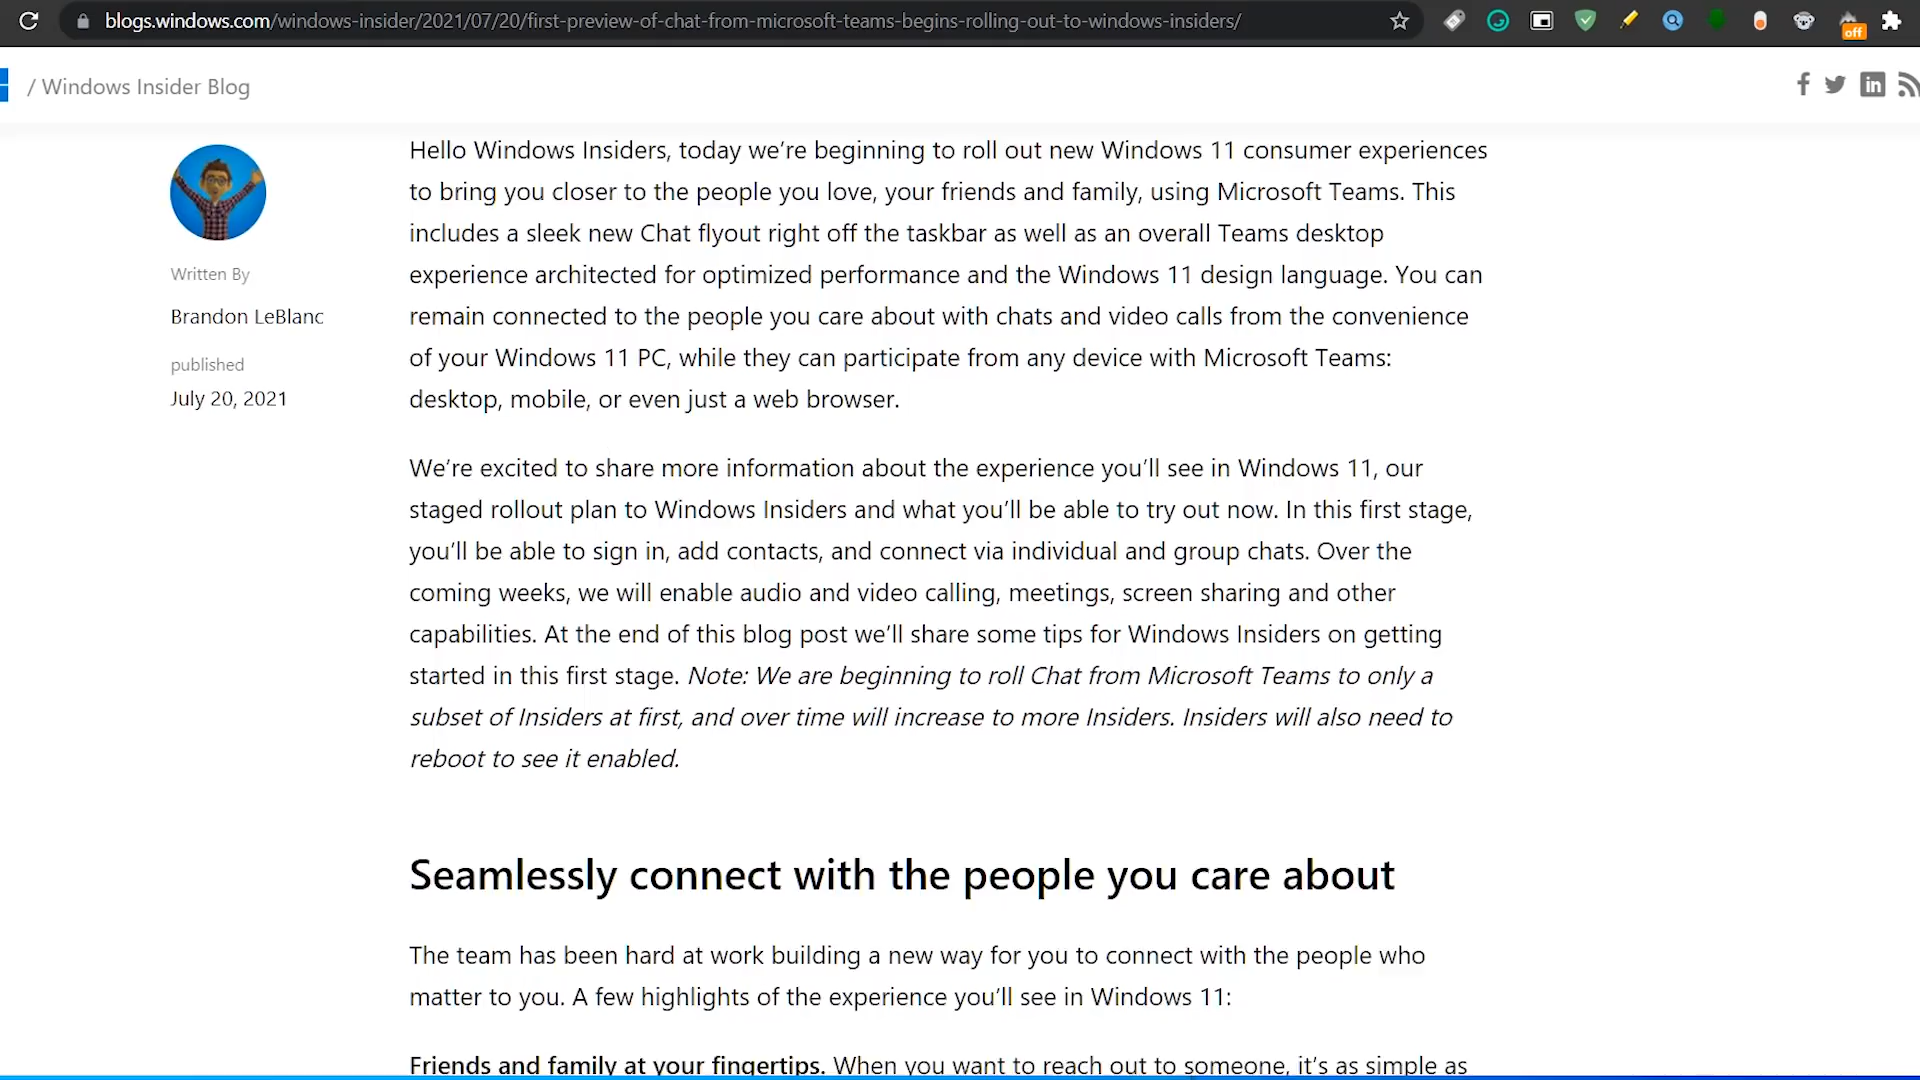 blogs.windows.com/windows-insider/2021/07/20/first-preview-of-chat-from-microsoft-teams-begins-rolling-out-to-windows-insiders/
off
/ Windows Insider Blog
Written By
Brandon LeBlanc
published
July 20, 2021
Hello Windows Insiders, today we’re beginning to roll out new Windows 11 consumer experiences
to bring you closer to the people you love, your friends and family, using Microsoft Teams. This
includes a sleek new Chat flyout right off the taskbar as well as an overall Teams desktop
experience architected for optimized performance and the Windows 11 design language. You can
remain connected to the people you care about with chats and video calls from the convenience
of your Windows 11 PC, while they can participate from any device with Microsoft Teams:
desktop, mobile, or even just a web browser.
We’re excited to share more information about the experience you’ll see in Windows 11, our
staged rollout plan to Windows Insiders and what you’ll be able to try out now. In this first stage,
you’ll be able to sign in, add contacts, and connect via individual and group chats. Over the
coming weeks, we will enable audio and video calling, meetings, screen sharing and other
capabilities. At the end of this blog post we’ll share some tips for Windows Insiders on getting
started in this first stage. Note: We are beginning to roll Chat from Microsoft Teams to only a
subset of Insiders at first, and over time will increase to more Insiders. Insiders will also need to
reboot to see it enabled.
Seamlessly connect with the people you care about
The team has been hard at work building a new way for you to connect with the people who
matter to you. A few highlights of the experience you’ll see in Windows 11:
Friends and family at your fingertips. When you want to reach out to someone, it’s as simple as